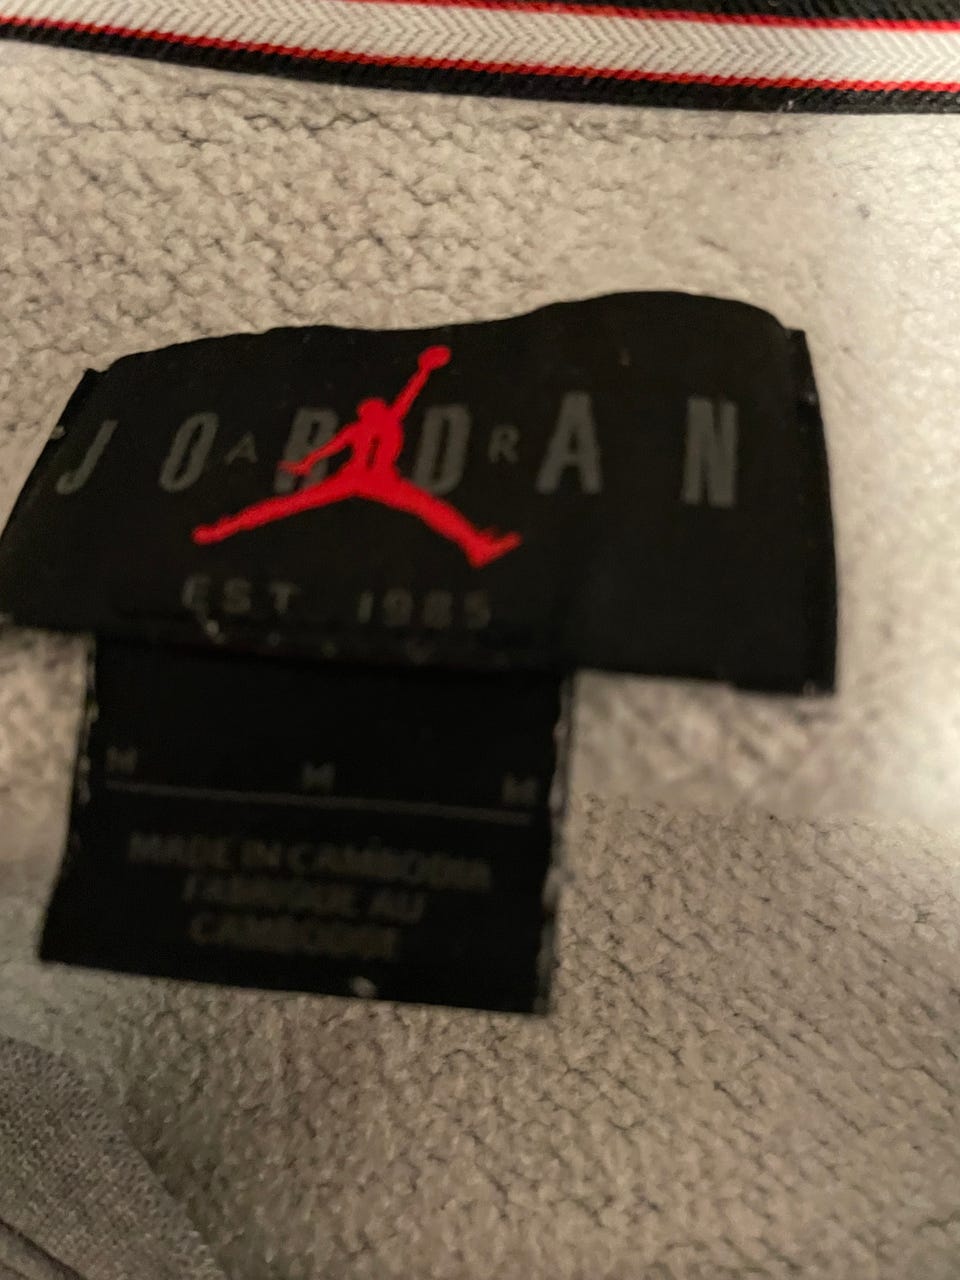 JORDAN
AIR
EST. 1985
M M M
MADE IN CAMBODIA
FABRIQUE AU
CAMBODGE